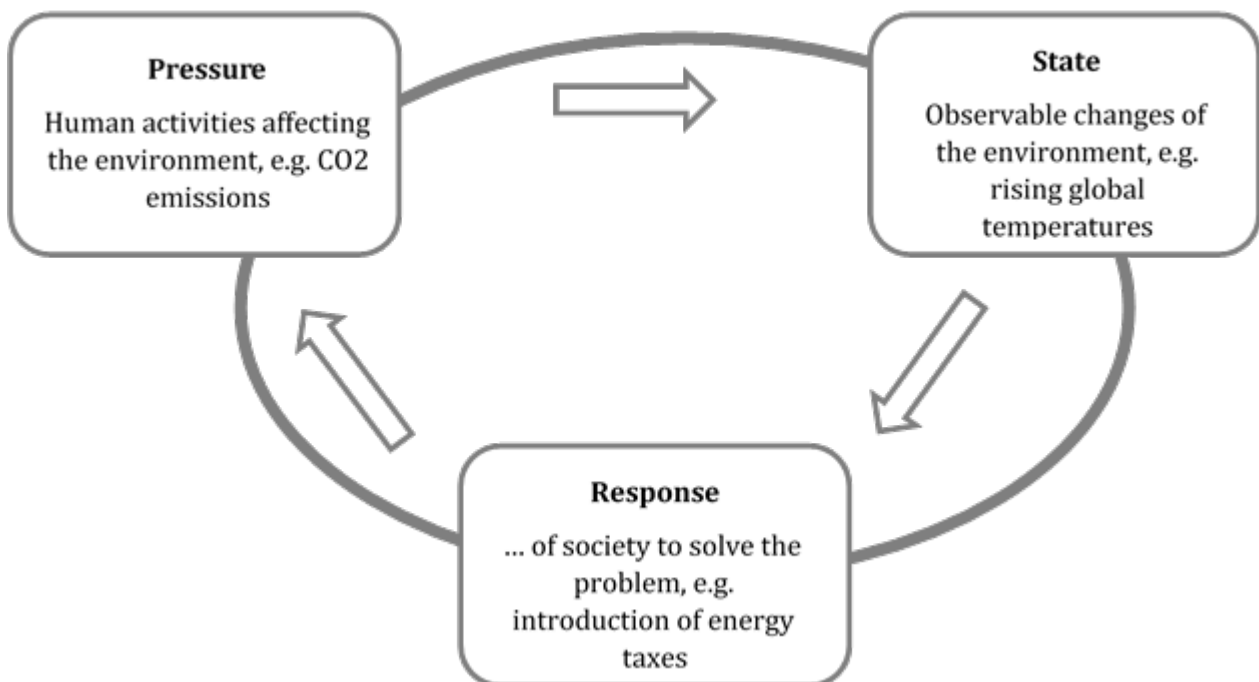 Pressure
Human activities affecting
the environment, e.g. CO2
emissions
State
Observable changes of
the environment, e.g.
rising global
temperatures
Response
... of society to solve the
problem, e.g.
introduction of energy
taxes